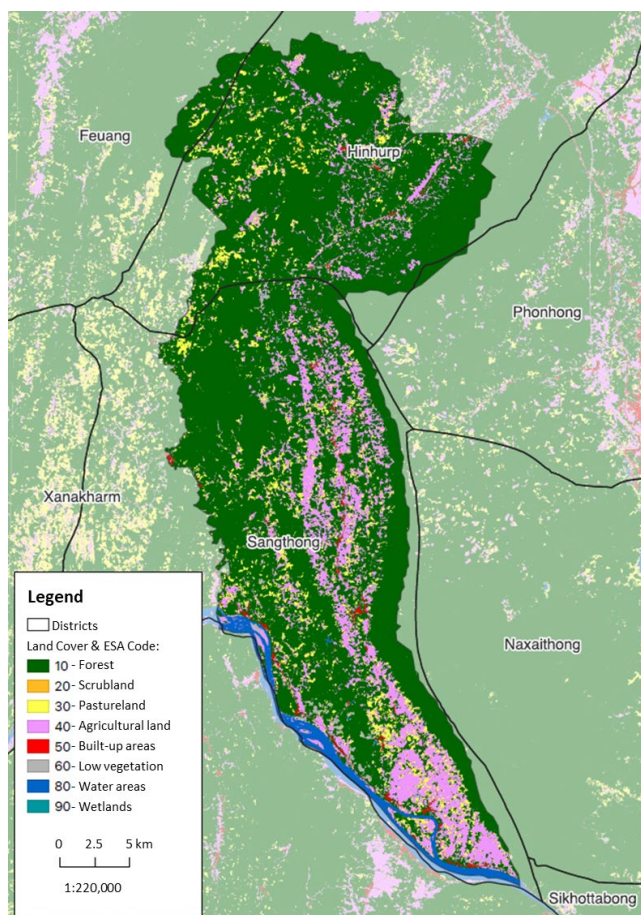 Feuang
Hinhurp
Phonhong
Xanakharm
Sangthong
Naxaithong
Sikhottabong
Legend
Districts
Land Cover & ESA Code:
10 - Forest
20 - Scrubland
30 - Pastureland
40 - Agricultural land
50 - Built-up areas
60 - Low vegetation
80 - Water areas
90 - Wetlands
0 2.5 5 km
1:220,000